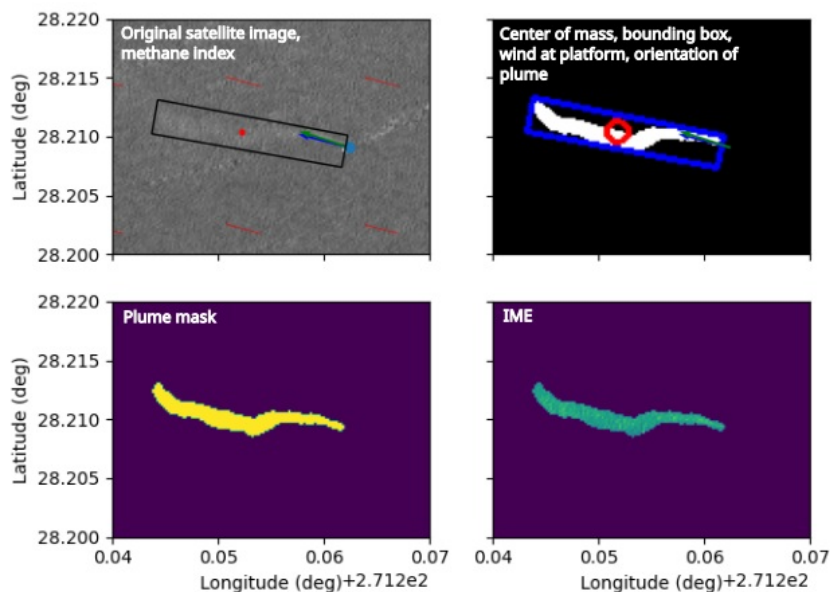 28.220
28.215
28.210
28.205
28.200
Latitude (deg)
Original satellite image,
methane index
Center of mass, bounding box,
wind at platform, orientation of
plume
28.220
28.215
28.210
28.205
28.200
Latitude (deg)
Plume mask
IME
0.04
0.05
0.06
0.07
Longitude (deg)
+2.712e2
0.04
0.05
0.06
0.07
Longitude (deg)
+2.712e2